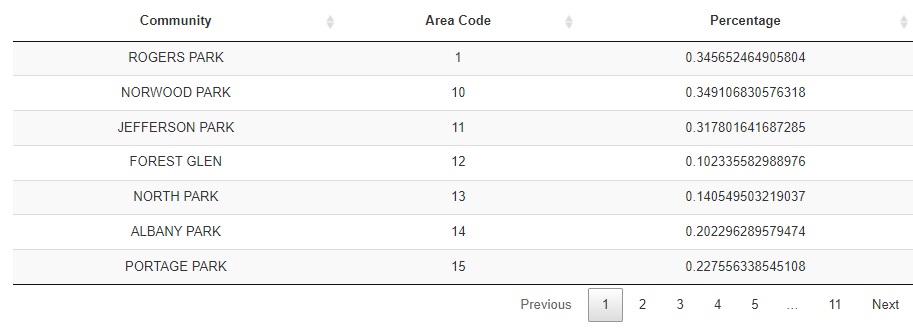 Community Area Code Percentage
ROGERS PARK 1 0.345652464905804
NORWOOD PARK 10 0.349106830576318
JEFFERSON PARK 11 0.317801641687285
FOREST GLEN 12 0.102335582988976
NORTH PARK 13 0.140549503219037
ALBANY PARK 14 0.202296289579474
PORTAGE PARK 15 0.227556338545108
Previous 1 2 3 4 5 … 11 Next